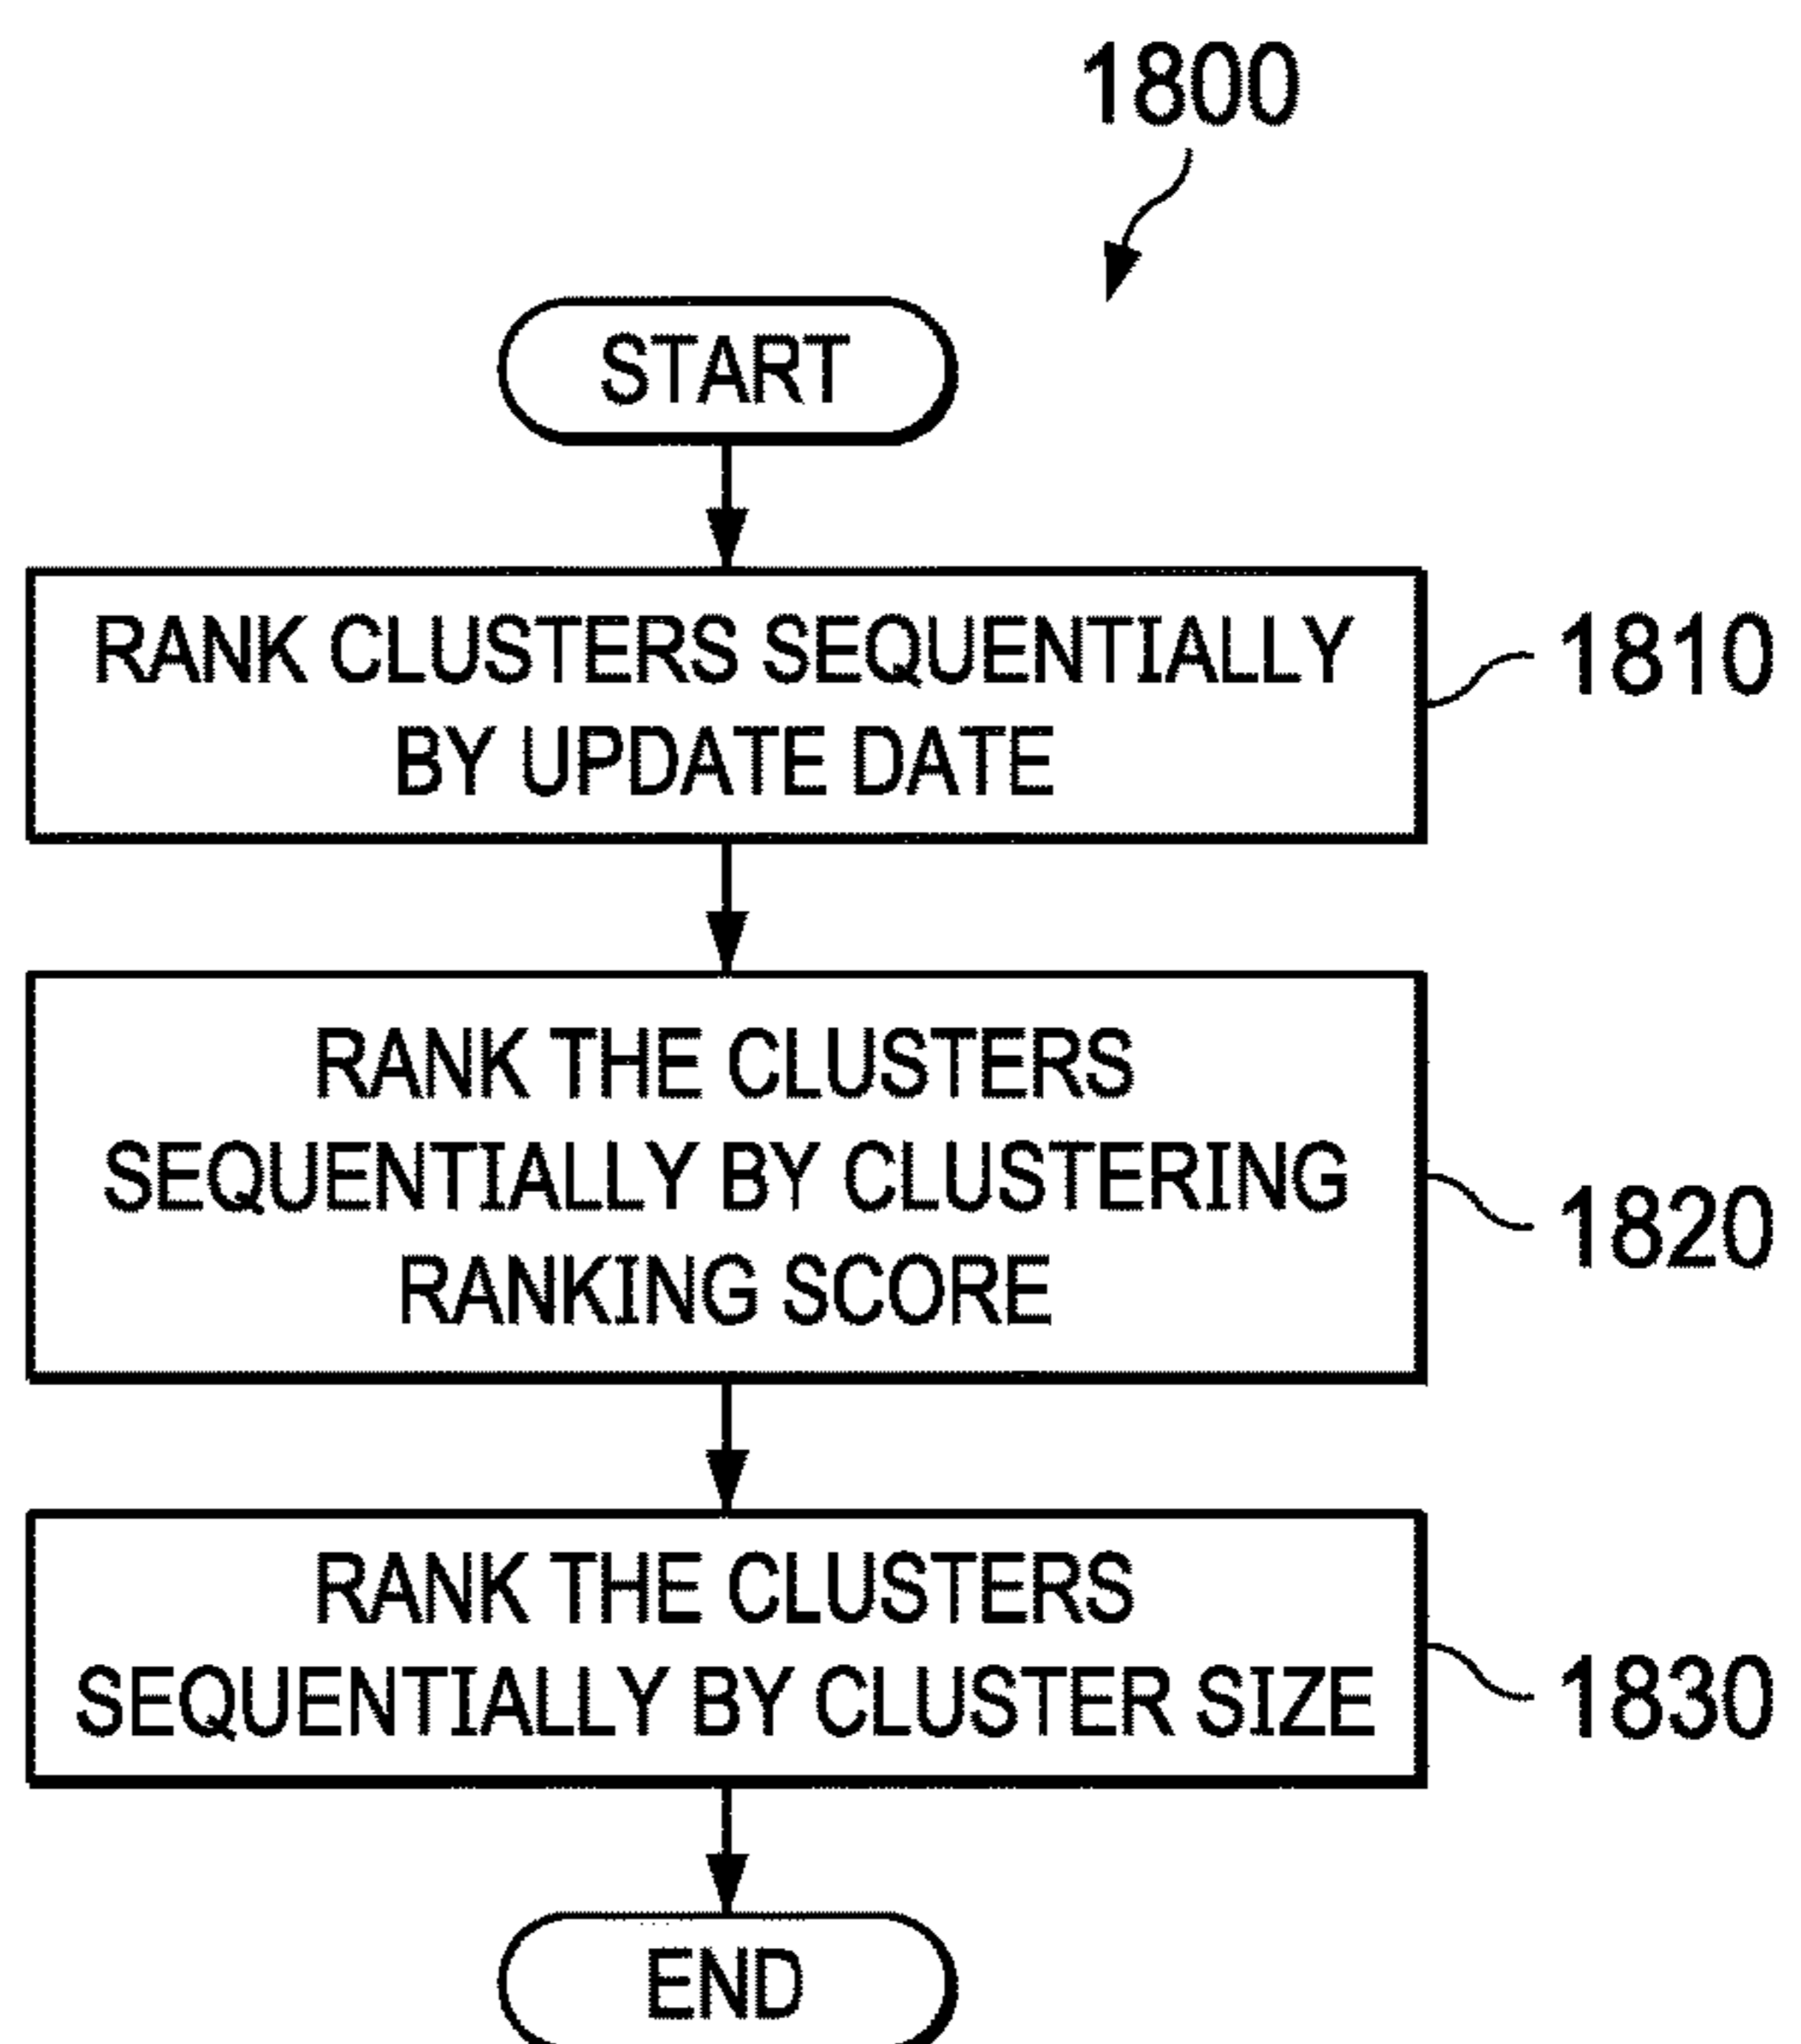 1800
START
RANK CLUSTERS SEQUENTIALLY
BY UPDATE DATE
1810
RANK THE CLUSTERS
SEQUENTIALLY BY CLUSTERING
RANKING SCORE
1820
RANK THE CLUSTERS
SEQUENTIALLY BY CLUSTER SIZE
1830
END